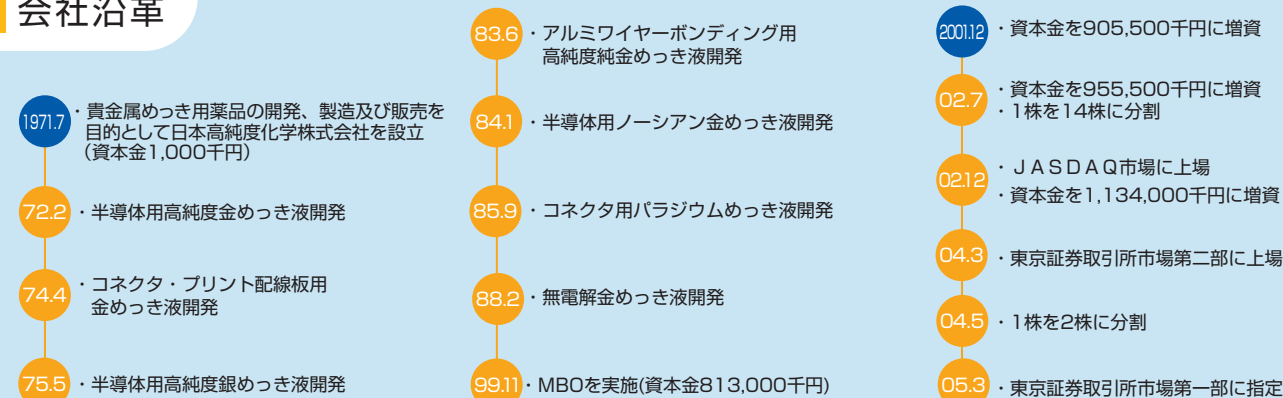 会社沿革
1971.7
・貴金属めっき用薬品の開発、製造及び販売を
目的として日本高純度化学株式会社を設立
(資本金1,000千円)
72.2 ・半導体用高純度金めっき液開発
74.4 ・コネクタ・プリント配線板用
金めっき液開発
75.5 ・半導体用高純度銀めっき液開発
83.6 ・アルミワイヤーボンディング用
高純度純金めっき液開発
84.1 ・半導体用ノーシアン金めっき液開発
85.9 ・コネクタ用パラジウムめっき液開発
88.2 ・無電解金めっき液開発
99.11 ・MBOを実施(資本金813,000千円)
2001.12 ・資本金を905,500千円に増資
02.7 ・資本金を955,500千円に増資
・1株を14株に分割
02.12 ・JASDAQ市場に上場
・資本金を1,134,000千円に増資
04.3 ・東京証券取引所市場第二部に上場
04.5 ・1株を2株に分割
05.3 ・東京証券取引所市場第一部に指定